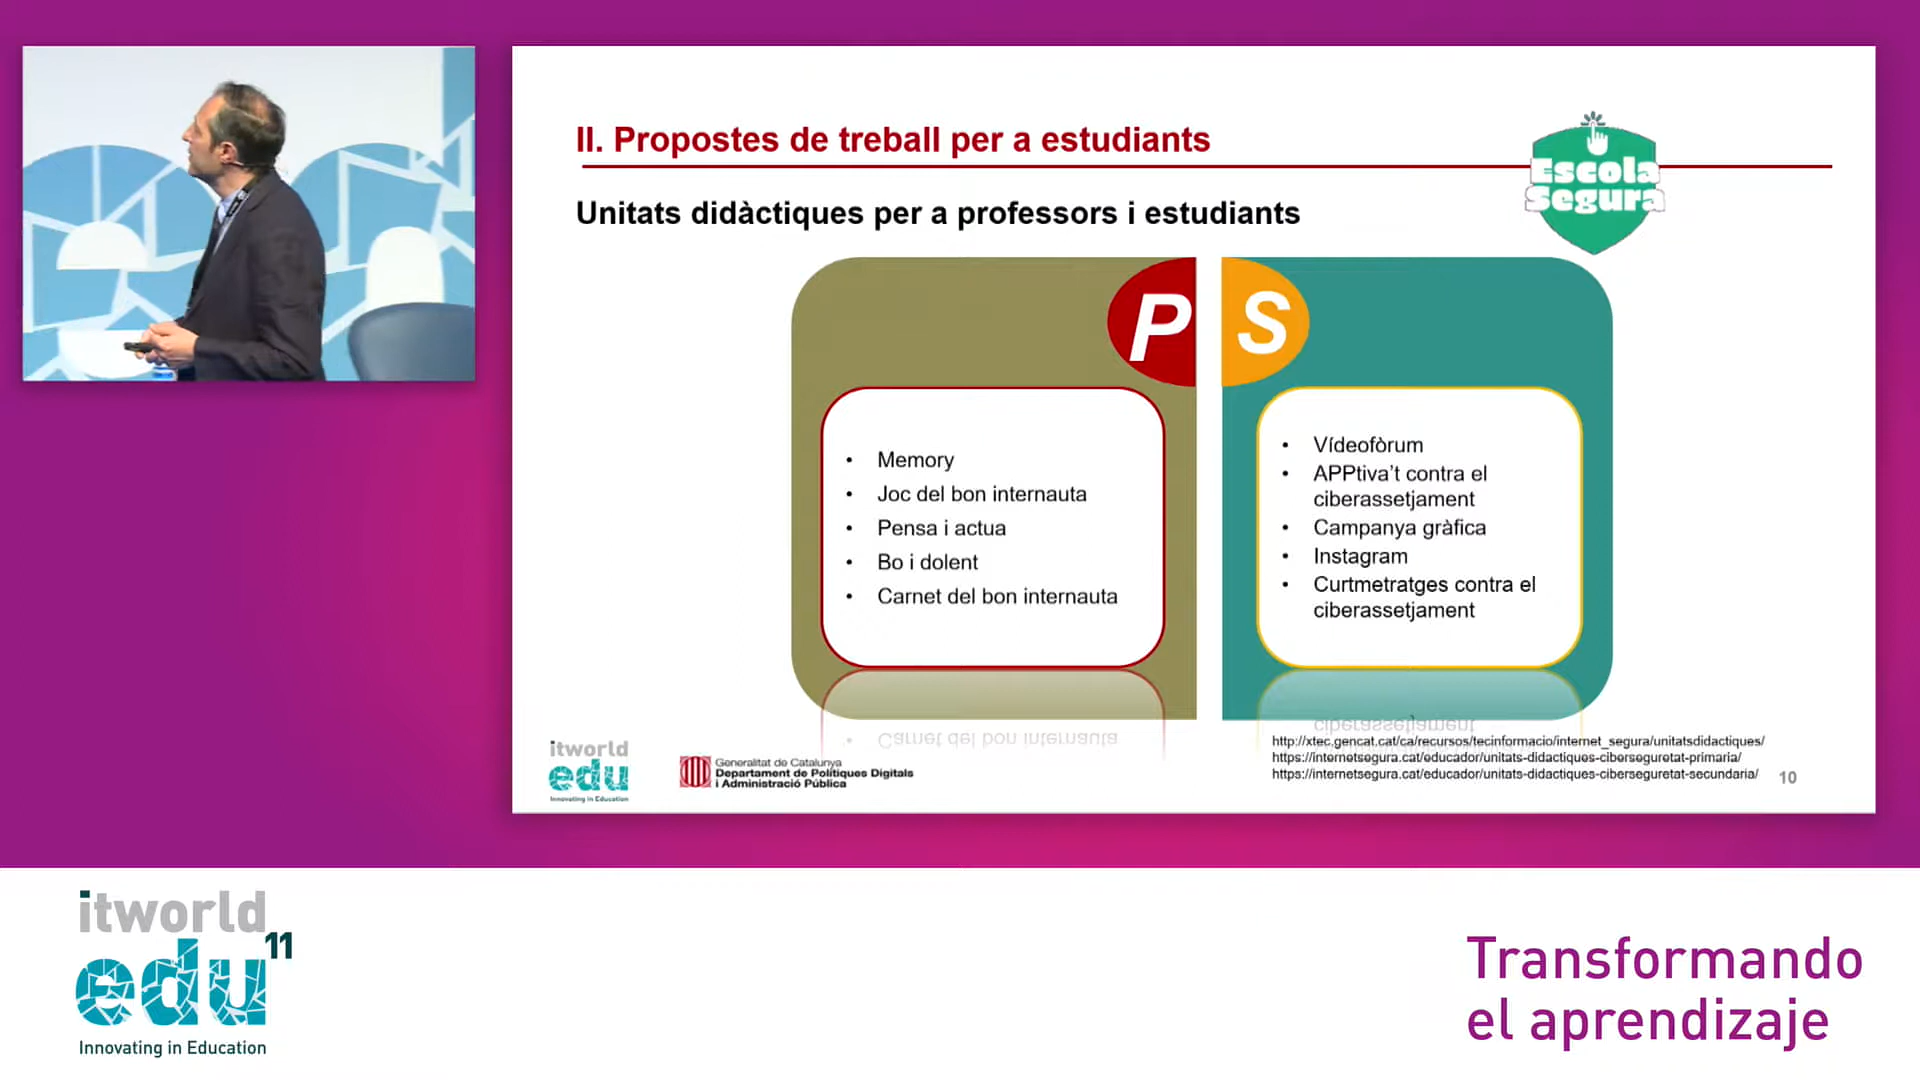 II. Propostes de treball per a estudiants
Escola
Segura
Unitats didàctiques per a professors i estudiants
P
S
• Memory
• Joc del bon internauta
• Pensa i actua
• Bo i dolent
• Carnet del bon internauta
• Vídeofòrum
• APPtiva’t contra el
ciberassetjament
• Campanya gràfica
• Instagram
• Curtmetratges contra el
ciberassetjament
http://xtec.gencat.cat/ca/recursos/tecinformacio/internet_segura/unitatsdidactiques/
https://internetsegura.cat/educador/unitats-didactiques-ciberseguretat-primaria/
https://internetsegura.cat/educador/unitats-didactiques-ciberseguretat-secundaria/
10
itworld
edu
Innovating in Education
Generalitat de Catalunya
Departament de Polítiques Digitals
i Administració Pública
itworld
edu11
Innovating in Education
Transformando
el aprendizaje